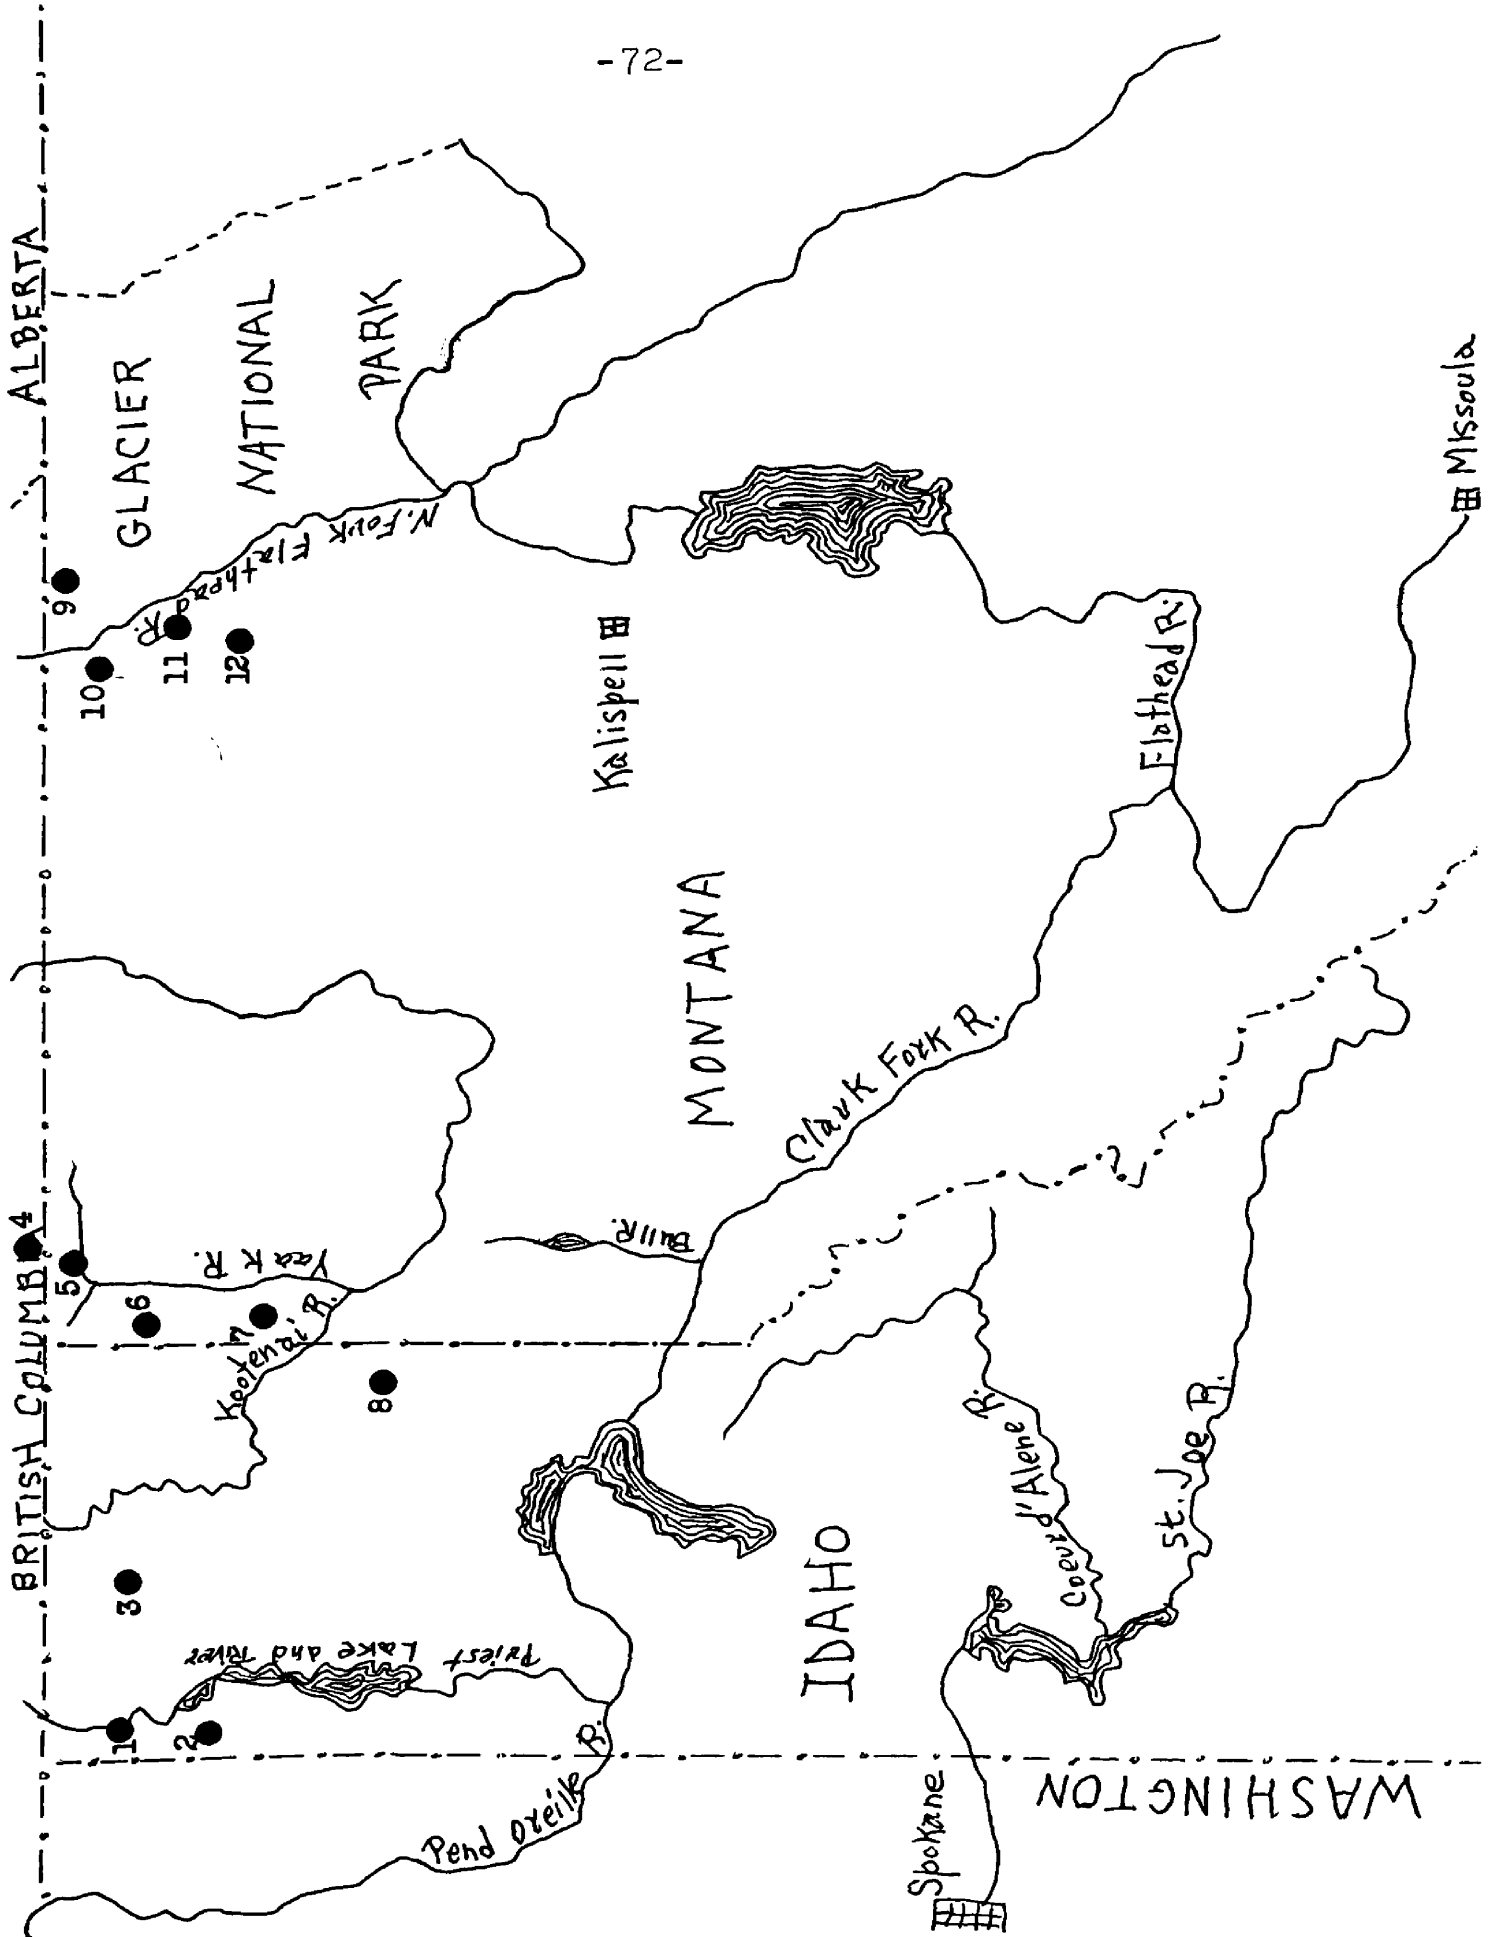 -72-
BRITISH COLUMBIA
ALBERTA
GLACIER
NATIONAL
PARK
N. Fork Flathead R.
9
10
11
12
Kalispell
Flathead R.
Missoula
MONTANA
Clark Fork R.
Bull R.
4
5
6
7
8
Yaak R.
Kootenai R.
3
1
2
Priest
Lake and River
Pend Oreille R.
IDAHO
Coeur d'Alene R.
St. Joe R.
Spokane
WASHINGTON